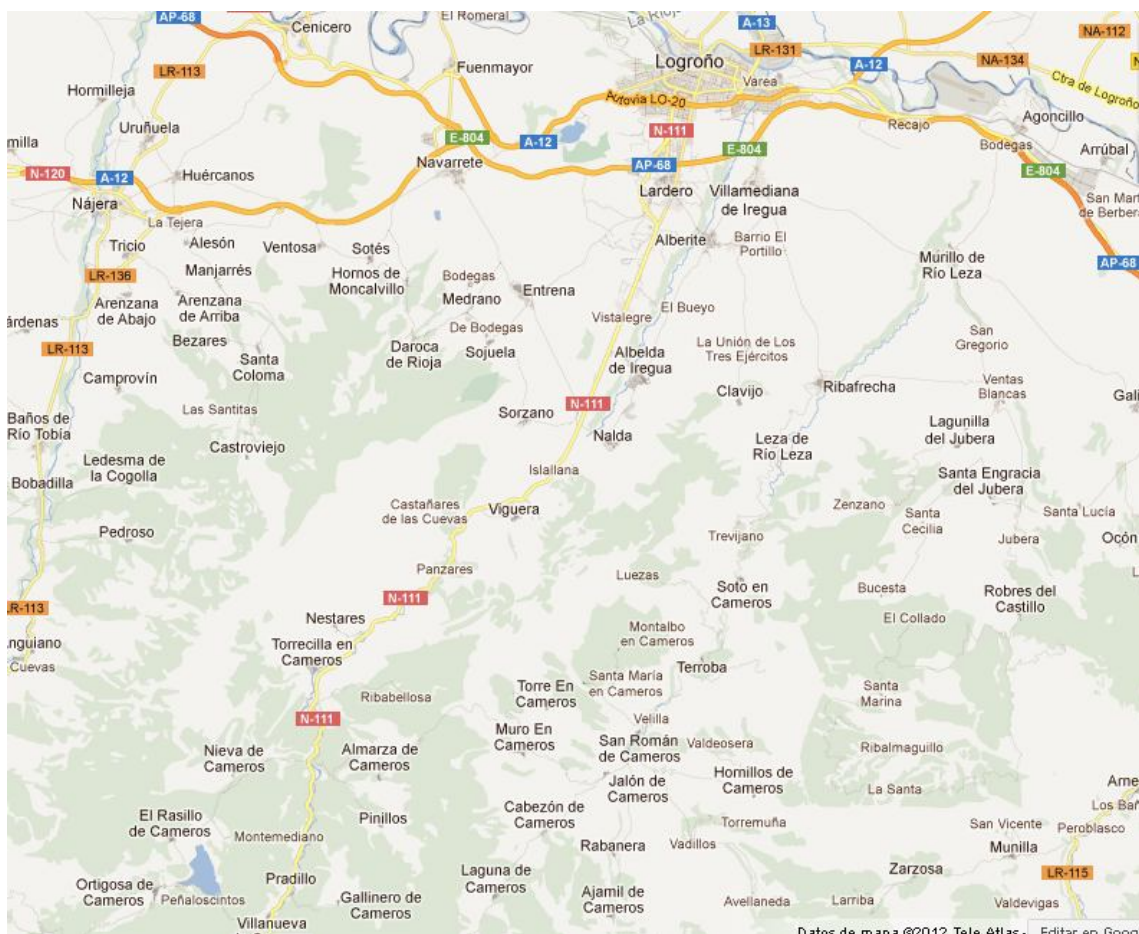 AP-68
Cenicero
El Romeral
La Rioja
A-13
LR-131
NA-112
LR-113
Fuenmayor
Logroño
Varea
A-12
NA-134
Ctra de Logroño
Hormilleja
Autovía LO-20
Uruñuela
N-111
Recajo
Agoncillo
milla
E-804
A-12
E-804
Bodegas
Arrúbal
N-120
A-12
Huércanos
Navarrete
AP-68
Lardero
Villamediana
de Iregua
E-804
Nájera
San Mart
de Berbera
La Tejera
Tricio
Alesón
Ventosa
Sotés
Alberite
Barrio El
Portillo
Murillo de
Río Leza
AP-68
LR-136
Manjarrés
Hornos de
Moncalvillo
Bodegas
Medrano
Entrena
Arenzana
de Abajo
Arenzana
de Arriba
El Bueyo
Vistalegre
árdenas
Bezares
De Bodegas
San
Gregorio
LR-113
Santa
Coloma
Daroca
de Rioja
Sojuela
Albelda
de Iregua
La Unión de Los
Tres Ejércitos
Camprovín
Clavijo
Ribafrecha
Ventas
Blancas
Gali
Las Santitas
Sorzano
N-111
Baños de
Río Tobía
Castroviejo
Nalda
Leza de
Río Leza
Lagunilla
del Jubera
Ledesma de
la Cogolla
Islallana
Bobadilla
Santa Engracia
del Jubera
Castañares
de las Cuevas
Viguera
Zenzano
Santa
Cecilia
Santa Lucía
Pedroso
Trevijano
Jubera
Ocón
Panzares
Luezas
Soto en
Cameros
Bucesta
Robres del
Castillo
LR-113
N-111
Nestares
El Collado
Montalbo
en Cameros
nguiano
Cuevas
Torrecilla en
Cameros
Terroba
Ribabellosa
Torre En
Cameros
Santa María
en Cameros
Santa
Marina
N-111
Velilla
Muro En
Cameros
San Román
de Cameros
Valdeosera
Ribalmaguillo
Nieva de
Cameros
Almarza de
Cameros
Jalón de
Cameros
Hornillos de
Cameros
La Santa
Arne
Los Bañ
El Rasillo
de Cameros
Pinillos
Cabezón de
Cameros
Torremuña
San Vicente
Peroblasco
Montemediano
Rabanera
Vadillos
Munilla
Laguna de
Cameros
Zarzosa
LR-115
Ortigosa de
Cameros
Peñaloscintos
Pradillo
Gallinero de
Cameros
Ajamil de
Cameros
Avellaneda
Larriba
Valdevigas
Villanueva
Datos de mapa ©2012 Tele Atlas -
Editar en Goog